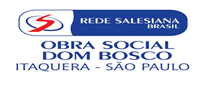 REDE SALESIANA
BRASIL
OBRA SOCIAL
DOM BOSCO
ITAQUERA - SÃO PAULO